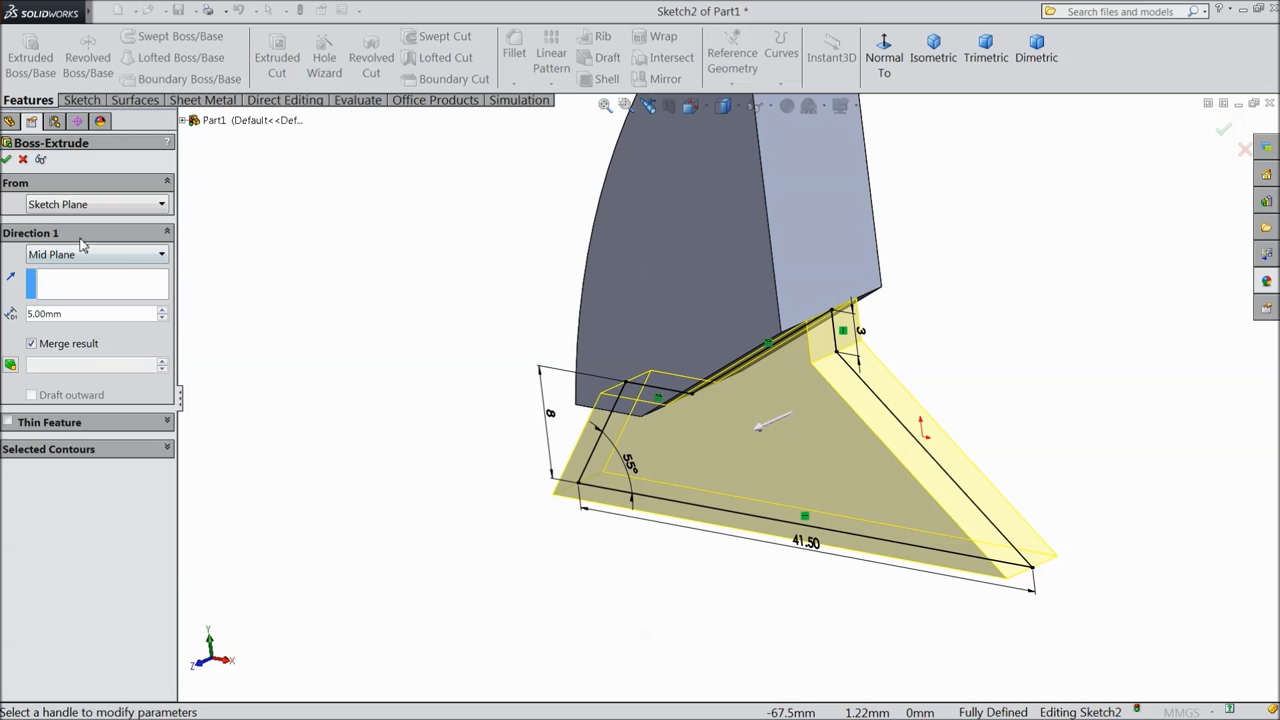 SOLIDWORKS
Sketch2 of Part1 *
Search files and models
?
Extruded Boss/Base
Revolved Boss/Base
Swept Boss/Base
Lofted Boss/Base
Boundary Boss/Base
Extruded Cut
Hole Wizard
Revolved Cut
Swept Cut
Lofted Cut
Boundary Cut
Fillet
Linear Pattern
Rib
Draft
Shell
Wrap
Intersect
Mirror
Reference Geometry
Curves
Instant3D
Normal To
Isometric
Trimetric
Dimetric
Features Sketch Surfaces Sheet Metal Direct Editing Evaluate Office Products Simulation
Part1 (Default<<Def...
Boss-Extrude ?
From
Sketch Plane
Direction 1
Mid Plane
D1 5.00mm
Merge result
Draft outward
Thin Feature
Selected Contours
3
8
55°
41.50
Y
Z X
Select a handle to modify parameters
-67.5mm 1.22mm 0mm Fully Defined Editing Sketch2 MMGS ?